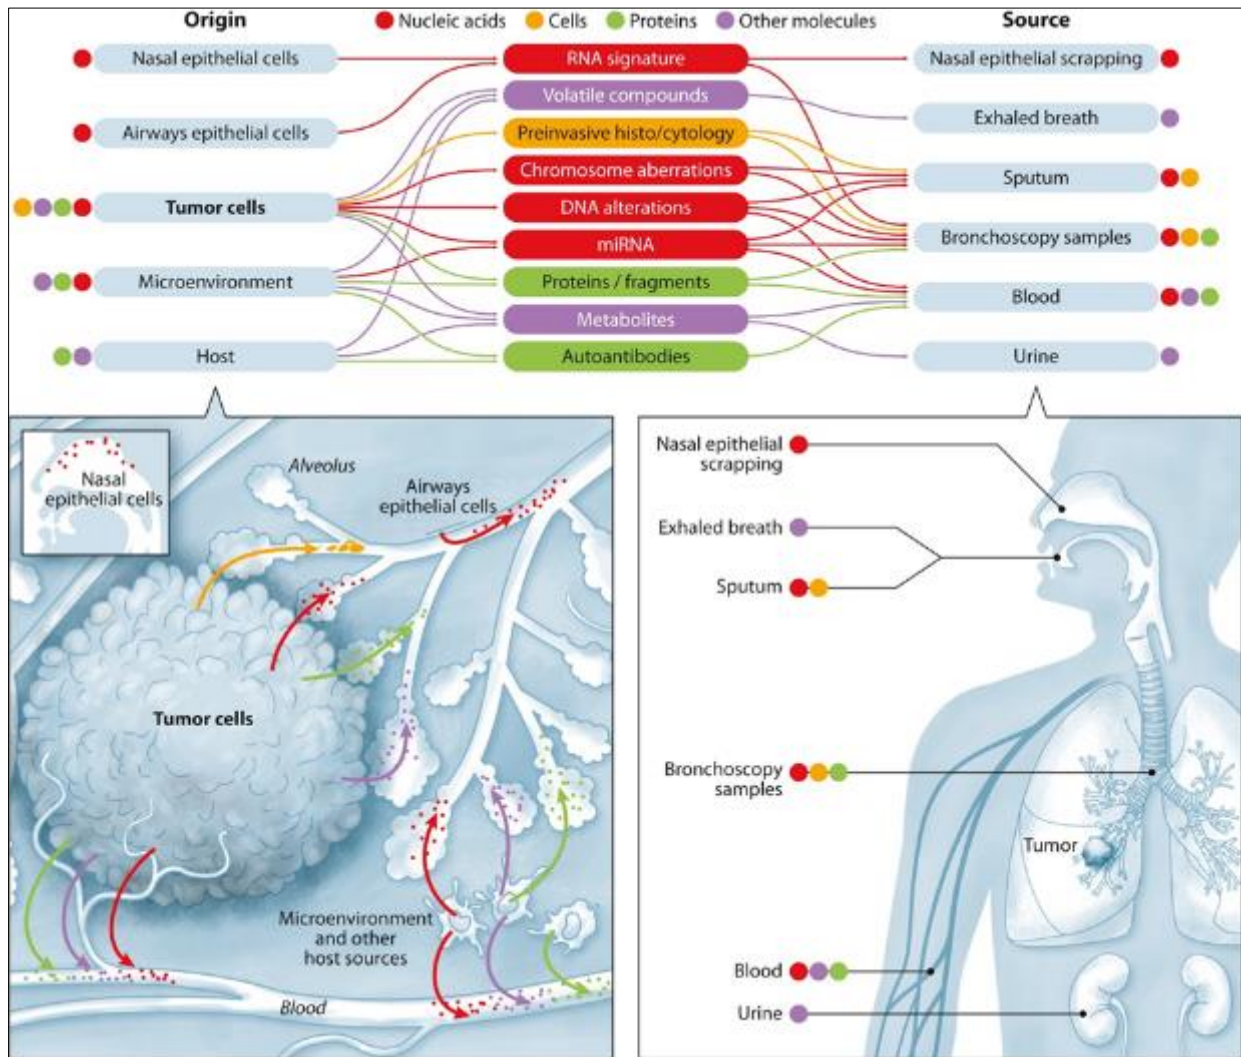 Origin
Nucleic acids
Cells
Proteins
Other molecules
Source
Nasal epithelial cells
RNA signature
Nasal epithelial scrapping
Volatile compounds
Exhaled breath
Airways epithelial cells
Preinvasive histo/cytology
Chromosome aberrations
Sputum
Tumor cells
DNA alterations
miRNA
Bronchoscopy samples
Microenvironment
Proteins / fragments
Blood
Metabolites
Host
Autoantibodies
Urine
Nasal
epithelial cells
Alveolus
Airways
epithelial cells
Tumor cells
Microenvironment
and other
host sources
Blood
Nasal epithelial
scrapping
Exhaled breath
Sputum
Bronchoscopy
samples
Tumor
Blood
Urine